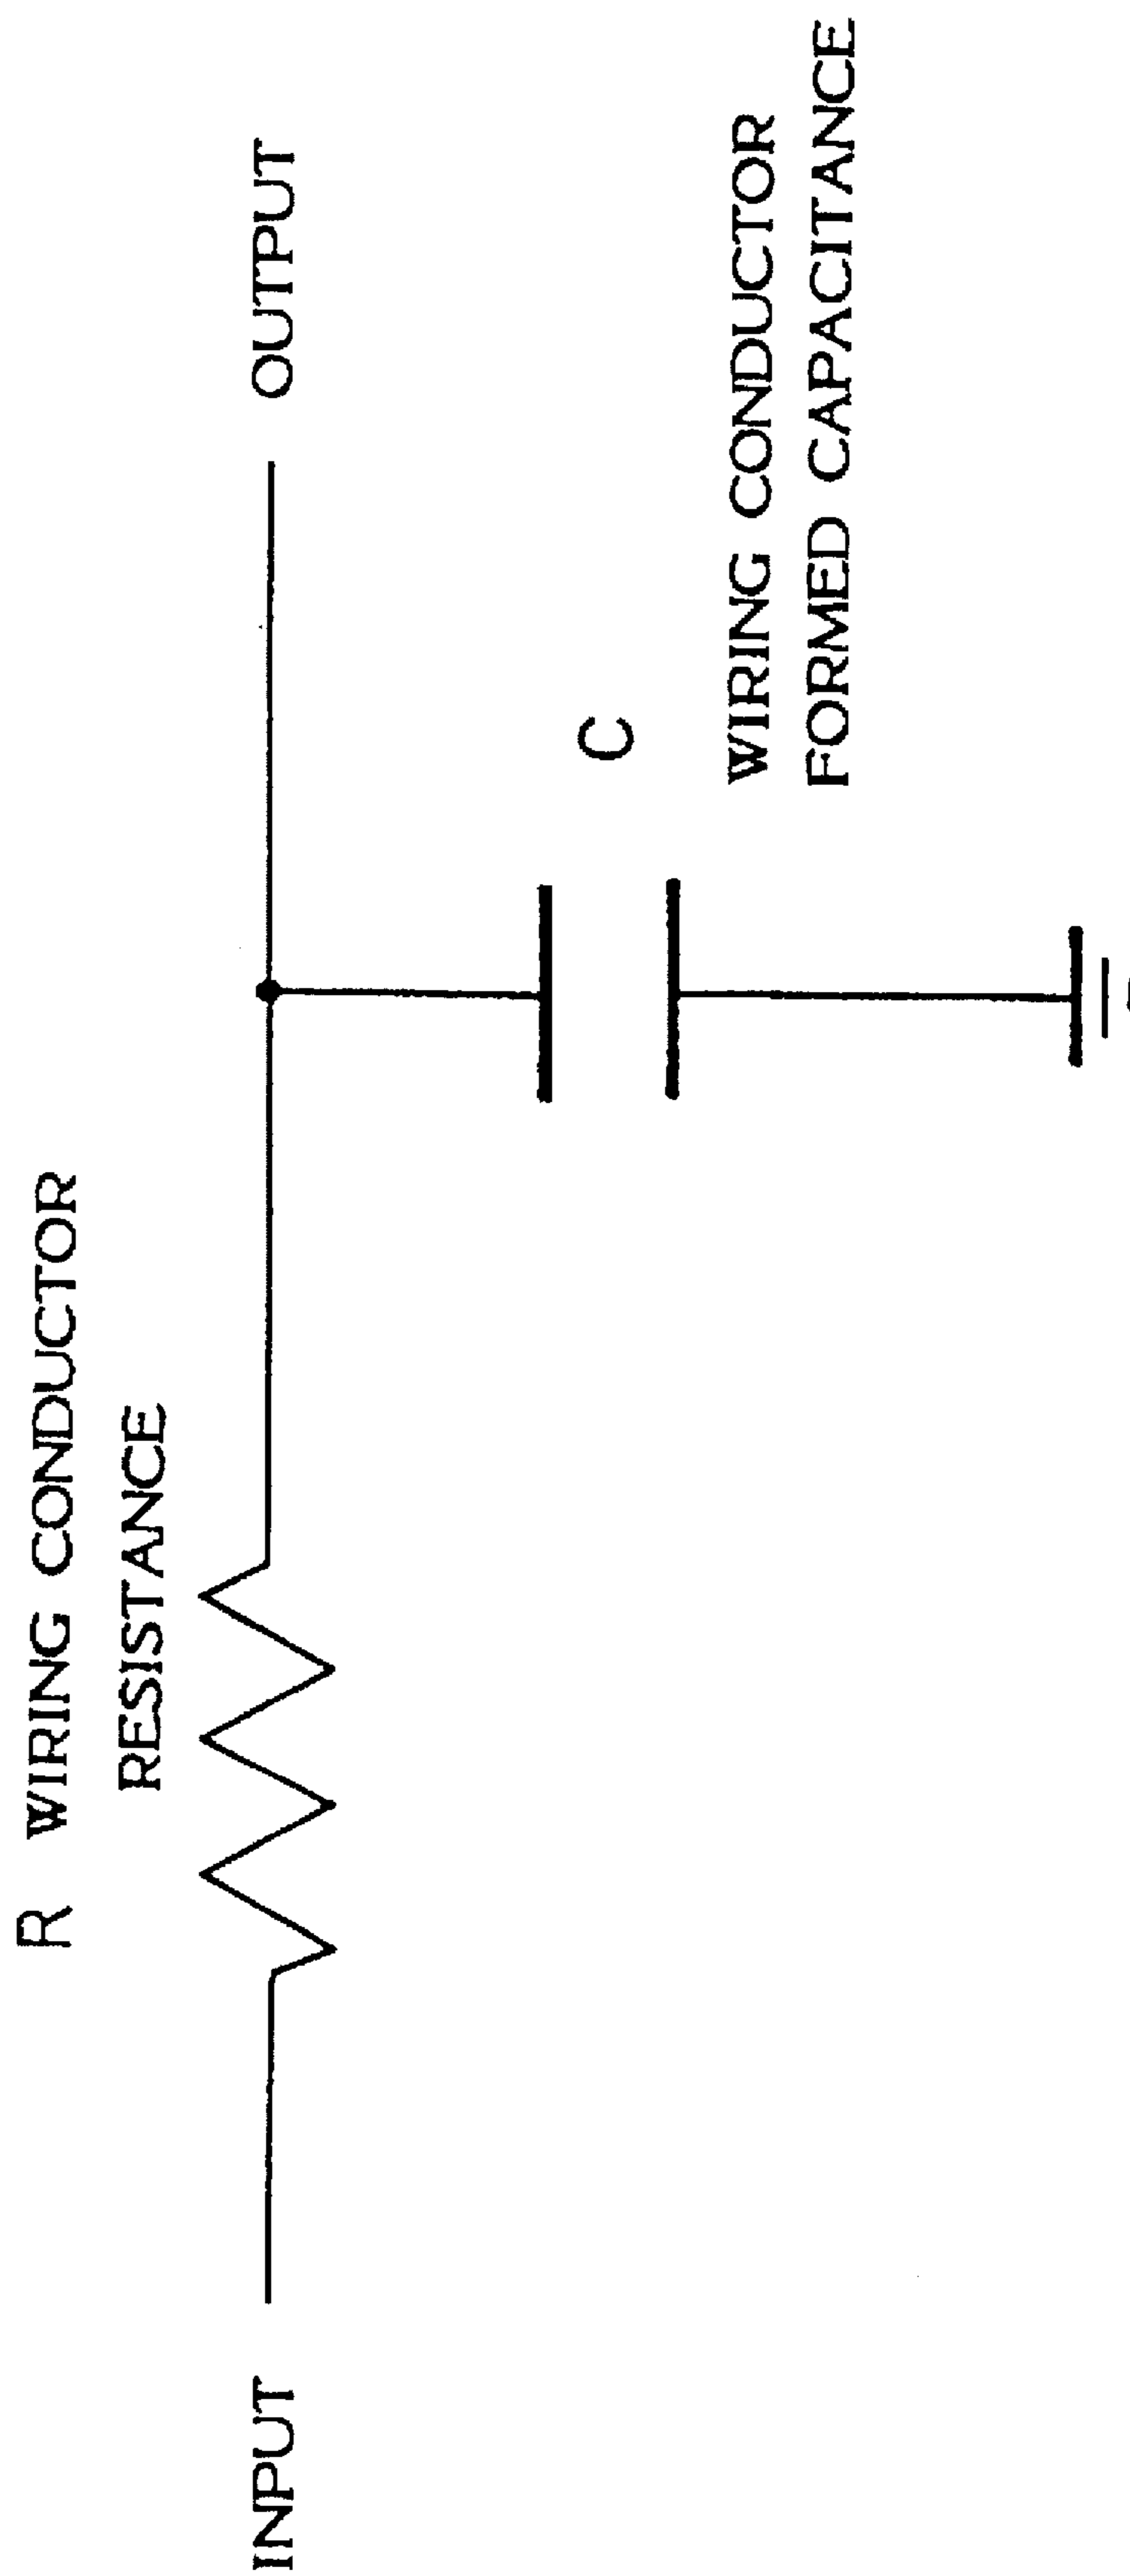 R WIRING CONDUCTOR
RESISTANCE
INPUT
OUTPUT
C
WIRING CONDUCTOR
FORMED CAPACITANCE